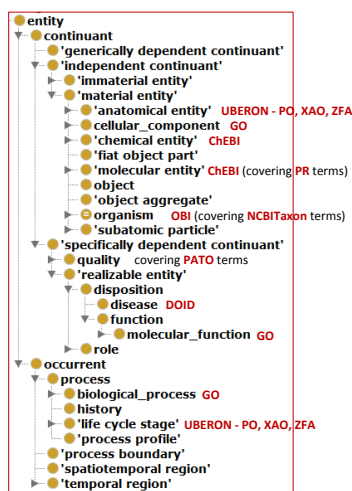 entity
continuant
'generically dependent continuant'
'independent continuant'
'immaterial entity'
'material entity'
'anatomical entity' UBERON - PO, XAO, ZFA
cellular_component GO
'chemical entity' ChEBI
'fiat object part'
'molecular entity' ChEBI (covering PR terms)
object
'object aggregate'
organism OBI (covering NCBITaxon terms)
'subatomic particle'
'specifically dependent continuant'
quality covering PATO terms
'realizable entity'
disposition
disease DOID
function
molecular_function GO
role
occurrent
process
biological_process GO
history
'life cycle stage' UBERON - PO, XAO, ZFA
'process profile'
'process boundary'
'spatiotemporal region'
'temporal region'